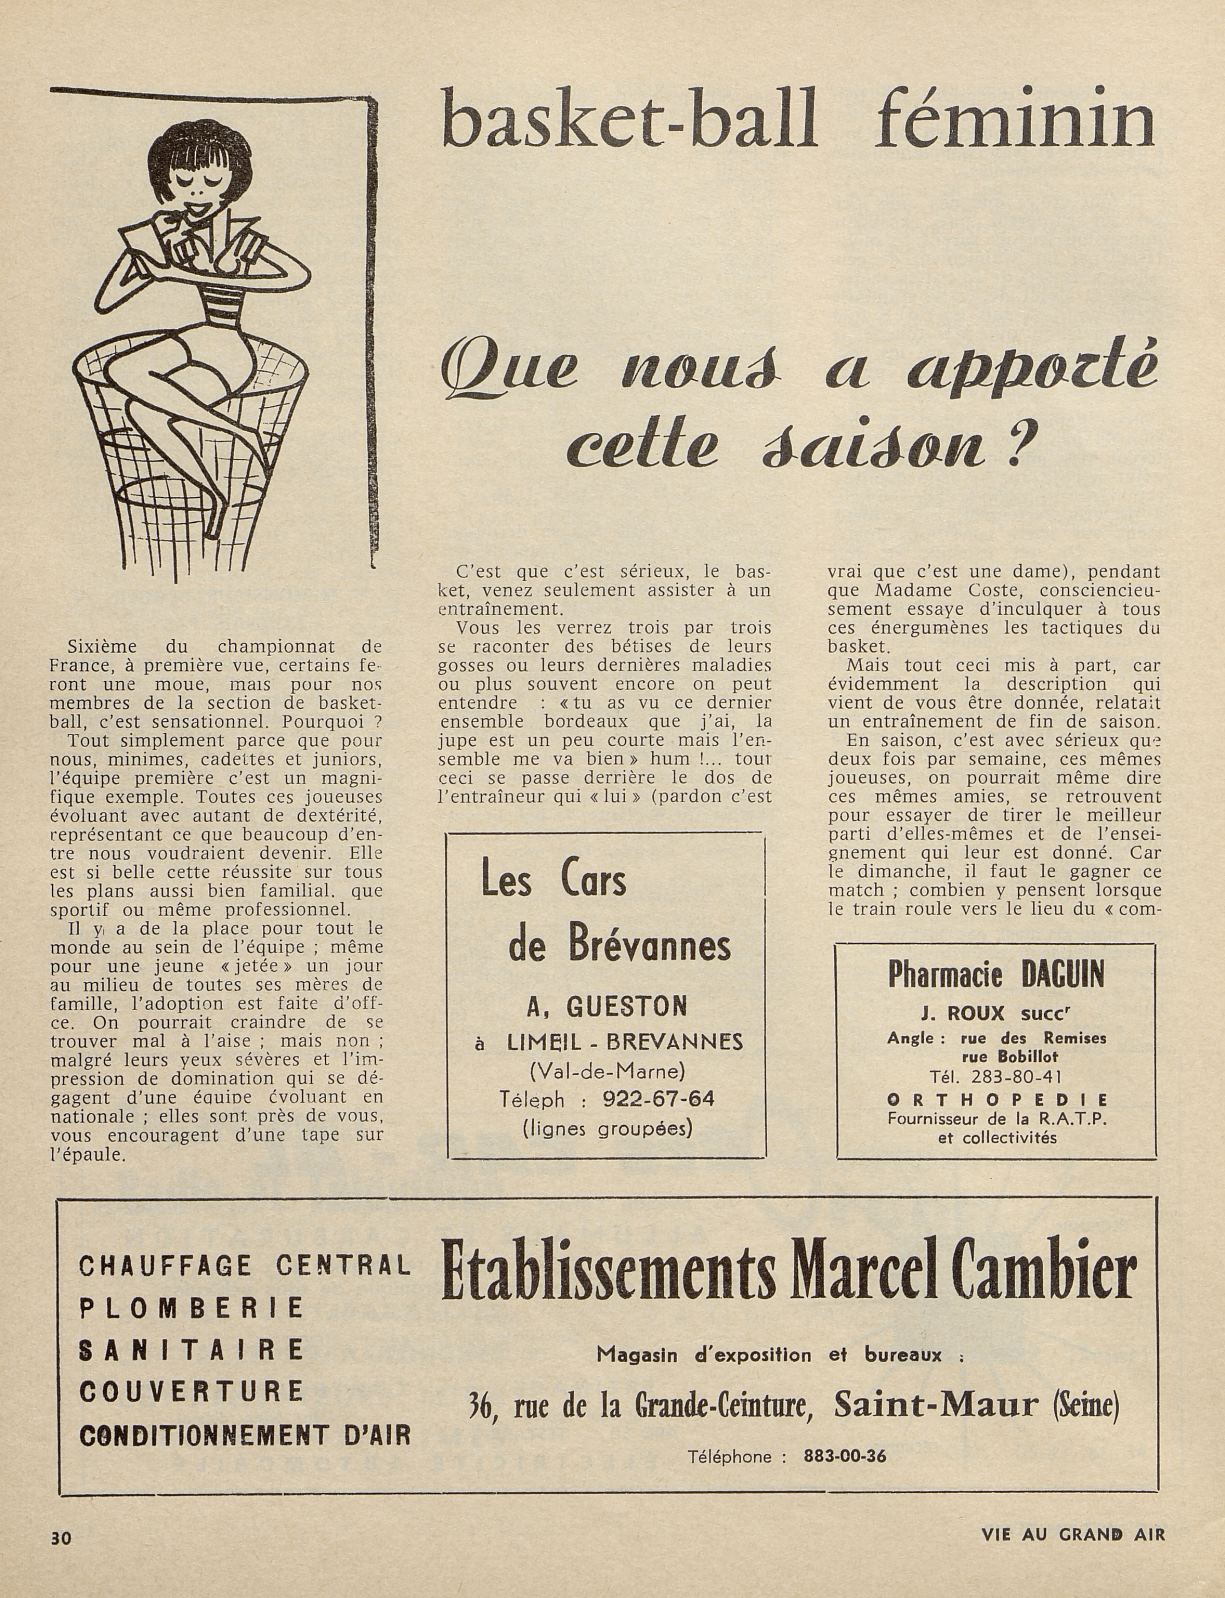 basket-ball féminin
Que nous a apporté
cette saison ?
Sixième du championnat de
France, à première vue, certains fe-
ront une moue, mais pour nos
membres de la section de basket-
ball, c'est sensationnel. Pourquoi ?
Tout simplement parce que pour
nous, minimes, cadettes et juniors,
l'équipe première c'est un magni-
fique exemple. Toutes ces joueuses
évoluant avec autant de dextérité,
représentant ce que beaucoup d'en-
tre nous voudraient devenir. Elle
est si belle cette réussite sur tous
les plans aussi bien familial. que
sportif ou même professionnel.
Il y a de la place pour tout le
monde au sein de l'équipe ; même
pour une jeune « jetée » un jour
au milieu de toutes ses mères de
famille, l'adoption est faite d'off-
ce. On pourrait craindre de se
trouver mal à l'aise ; mais non ;
malgré leurs yeux sévères et l'im-
pression de domination qui se dé-
gagent d'une équipe évoluant en
nationale ; elles sont près de vous,
vous encouragent d'une tape sur
l'épaule.
C'est que c'est sérieux, le bas-
ket, venez seulement assister à un
entraînement.
Vous les verrez trois par trois
se raconter des bétises de leurs
gosses ou leurs dernières maladies
ou plus souvent encore on peut
entendre : « tu as vu ce dernier
ensemble bordeaux que j'ai, la
jupe est un peu courte mais l'en-
semble me va bien » hum !... tout
ceci se passe derrière le dos de
l'entraîneur qui « lui » (pardon c'est
vrai que c'est une dame), pendant
que Madame Coste, consciencieu-
sement essaye d'inculquer à tous
ces énergumènes les tactiques du
basket.
Mais tout ceci mis à part, car
évidemment la description qui
vient de vous être donnée, relatait
un entraînement de fin de saison.
En saison, c'est avec sérieux que
deux fois par semaine, ces mêmes
joueuses, on pourrait même dire
ces mêmes amies, se retrouvent
pour essayer de tirer le meilleur
parti d'elles-mêmes et de l'ensei-
gnement qui leur est donné. Car
le dimanche, il faut le gagner ce
match ; combien y pensent lorsque
le train roule vers le lieu du « com-
Les Cars
de Brévannes
A, GUESTON
à LIMEIL - BREVANNES
(Val-de-Marne)
Téleph : 922-67-64
(lignes groupées)
Pharmacie DAGUIN
J. ROUX succr
Angle : rue des Remises
rue Bobillot
Tél. 283-80-41
ORTHOPEDIE
Fournisseur de la R.A.T.P.
et collectivités
CHAUFFAGE CENTRAL
PLOMBERIE
SANITAIRE
COUVERTURE
CONDITIONNEMENT D'AIR
Etablissements Marcel Cambier
Magasin d'exposition et bureaux :
36, rue de la Grande-Ceinture, Saint-Maur (Seine)
Téléphone : 883-00-36
30
VIE AU GRAND AIR